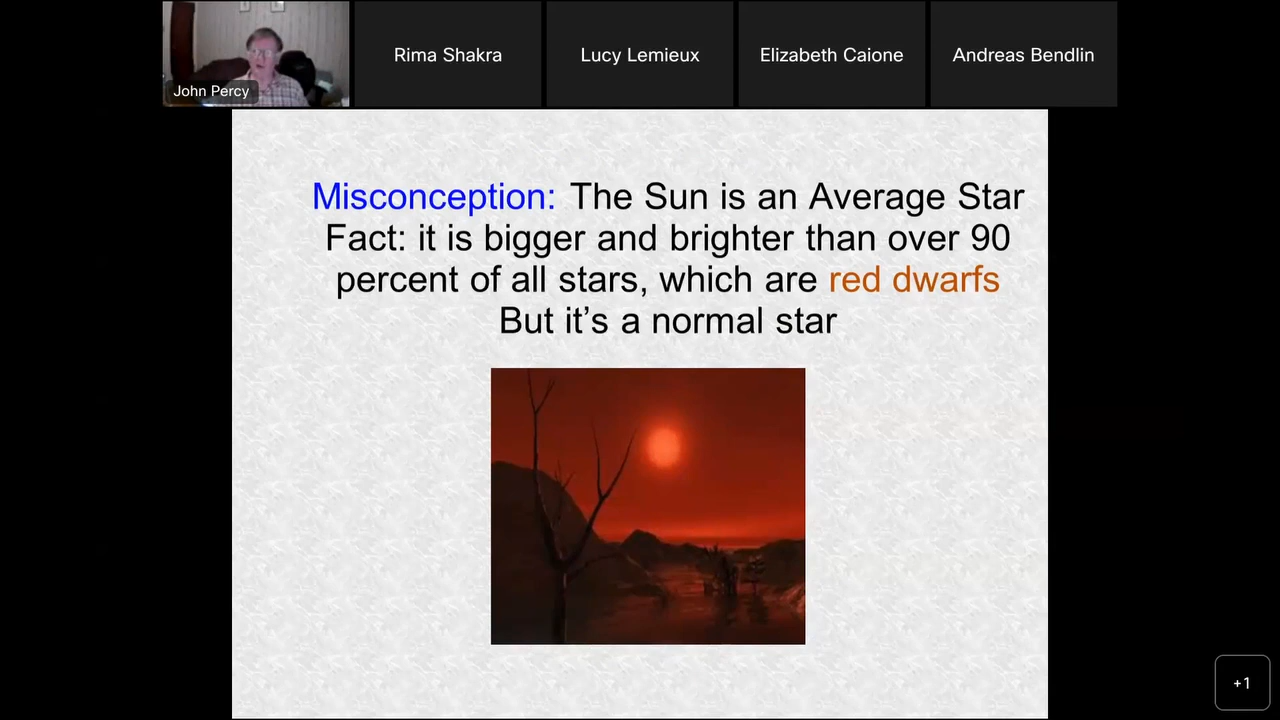 John Percy
Rima Shakra
Lucy Lemieux
Elizabeth Caione
Andreas Bendlin
Misconception: The Sun is an Average Star
Fact: it is bigger and brighter than over 90
percent of all stars, which are red dwarfs
But it’s a normal star
+1